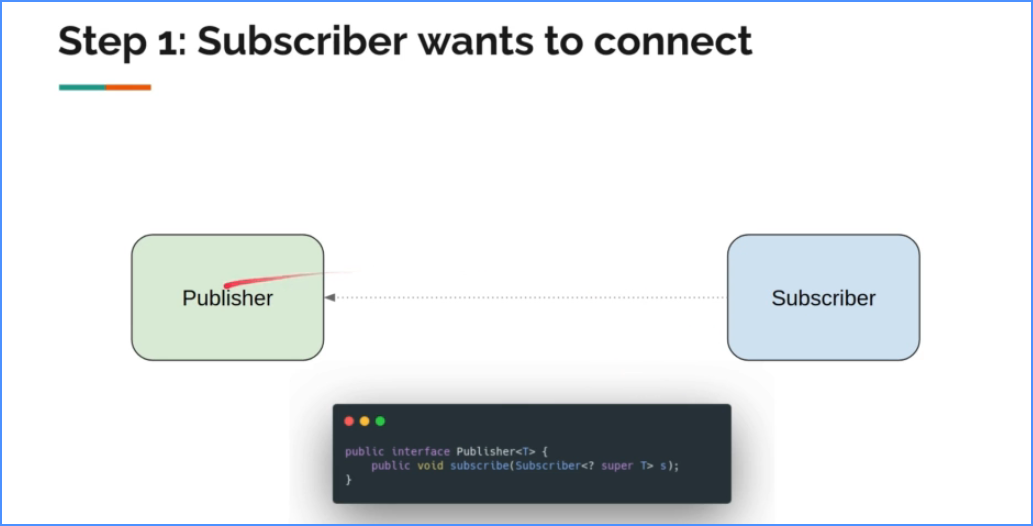 Step 1: Subscriber wants to connect
Publisher
Subscriber
public interface Publisher<T> {
    public void subscribe(Subscriber<? super T> s);
}